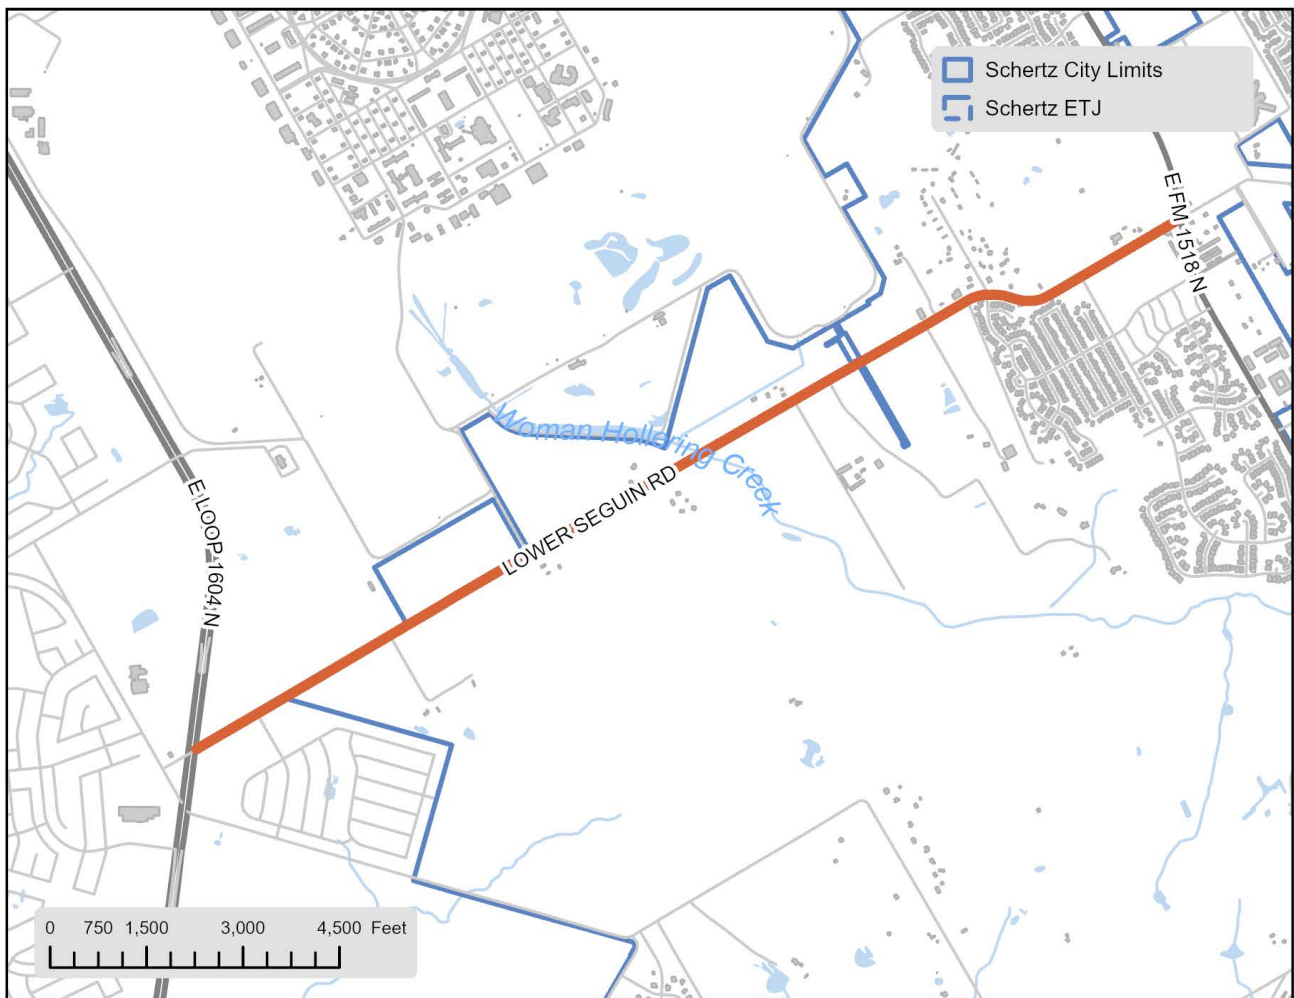 Schertz City Limits
Schertz ETJ
E FM 1518 N
Woman Hollering Creek
LOWER SEGUIN RD
E LOOP 1604 N
0 750 1,500 3,000 4,500 Feet